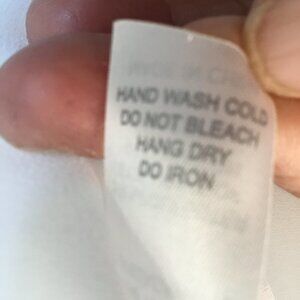 HAND WASH COLD
DO NOT BLEACH
HANG DRY
DO IRON